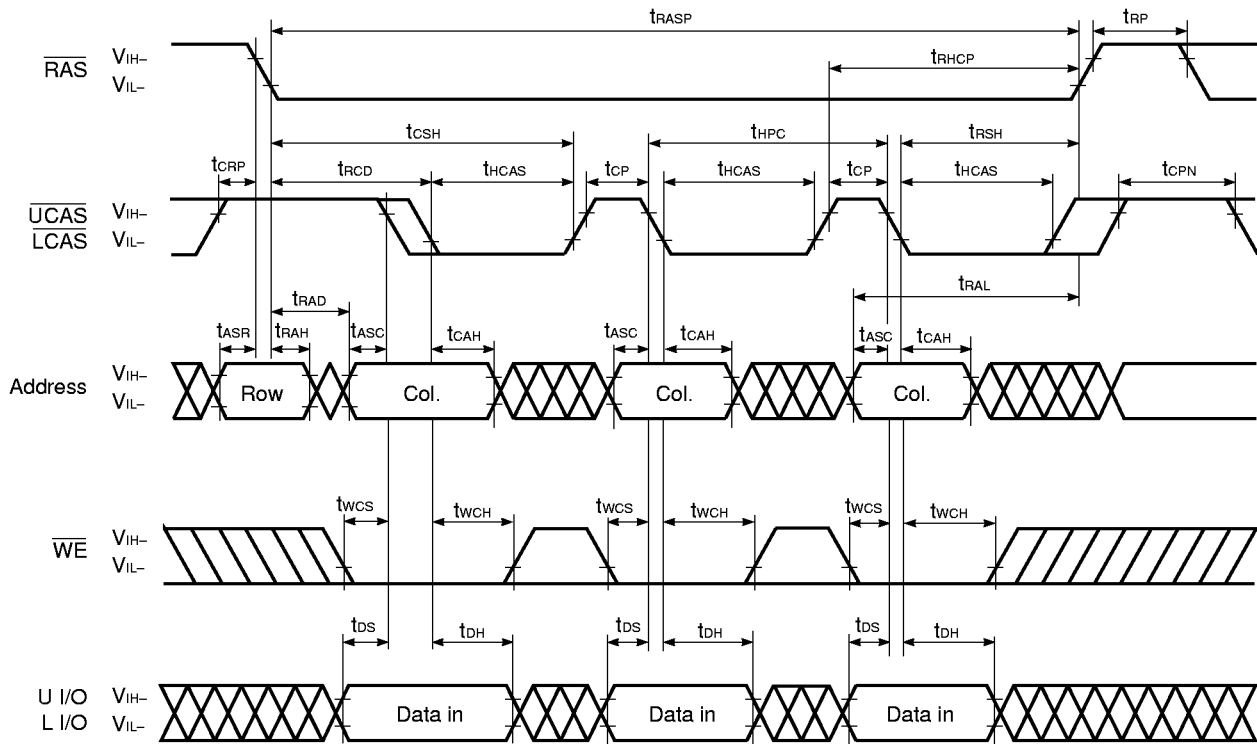 tRASP tRP
RAS VIH–
VIL–
tRHCP
tCSH tHPC tRSH
tCRP tRCD tHCAS tCP tHCAS tCP tHCAS tCPN
UCAS VIH–
LCAS VIL–
tRAD tRAL
tASR tRAH tASC tCAH tASC tCAH tASC tCAH
Address VIH–
VIL–
Row Col. Col. Col.
tWCS tWCH tWCS tWCH tWCS tWCH
WE VIH–
VIL–
tDS tDH tDS tDH tDS tDH
U I/O VIH–
L I/O VIL–
Data in Data in Data in